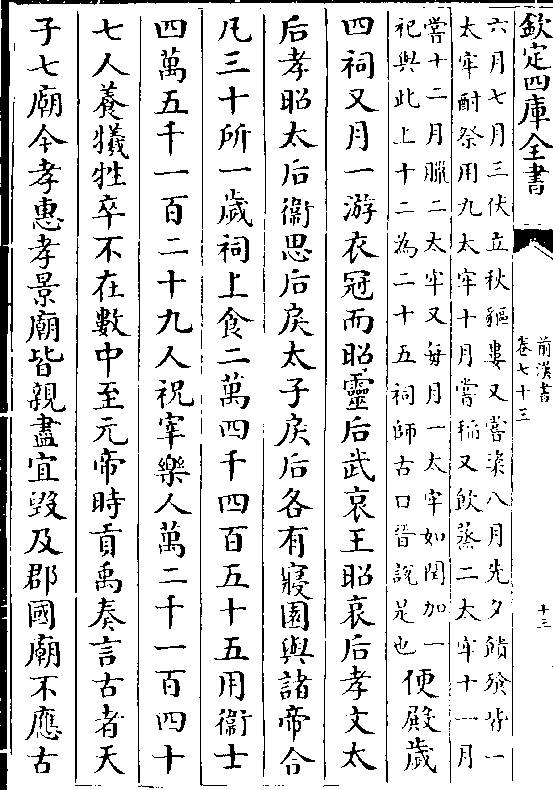 欽定四庫全書
前漢書
卷七十三
十三
六月七月三伏立秋貙婁又嘗粢八月先夕饋飱皆一
太牢酎祭用九太牢十月嘗稲又飲蒸二太牢十一月
嘗十二月臘二太牢又每月一太牢如閏加一
祀與此上十二為二十五祠師古曰晉說是也
便殿歳
四祠又月一游衣冠而昭靈后武哀王昭哀后孝文太
后孝昭太后衞思后戾太子戾后各有寢園與諸帝合
凡三十所一歳祠上食二萬四千四百五十五用衞士
四萬五千一百二十九人祝宰樂人萬二千一百四十
七人養犧牲卒不在數中至元帝時貢禹奏言古者天
子七廟今孝惠孝景廟皆親盡宜毀及郡國廟不應古